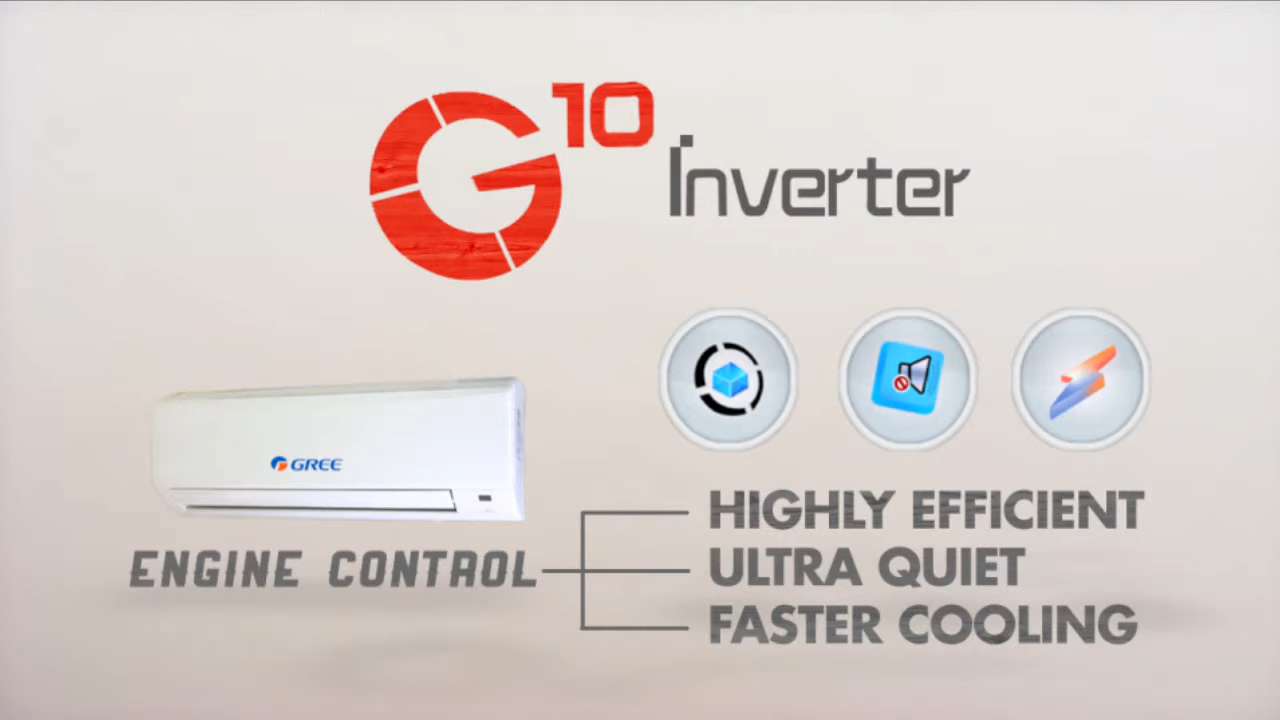 G10 Inverter
GREE
ENGINE CONTROL
HIGHLY EFFICIENT
ULTRA QUIET
FASTER COOLING